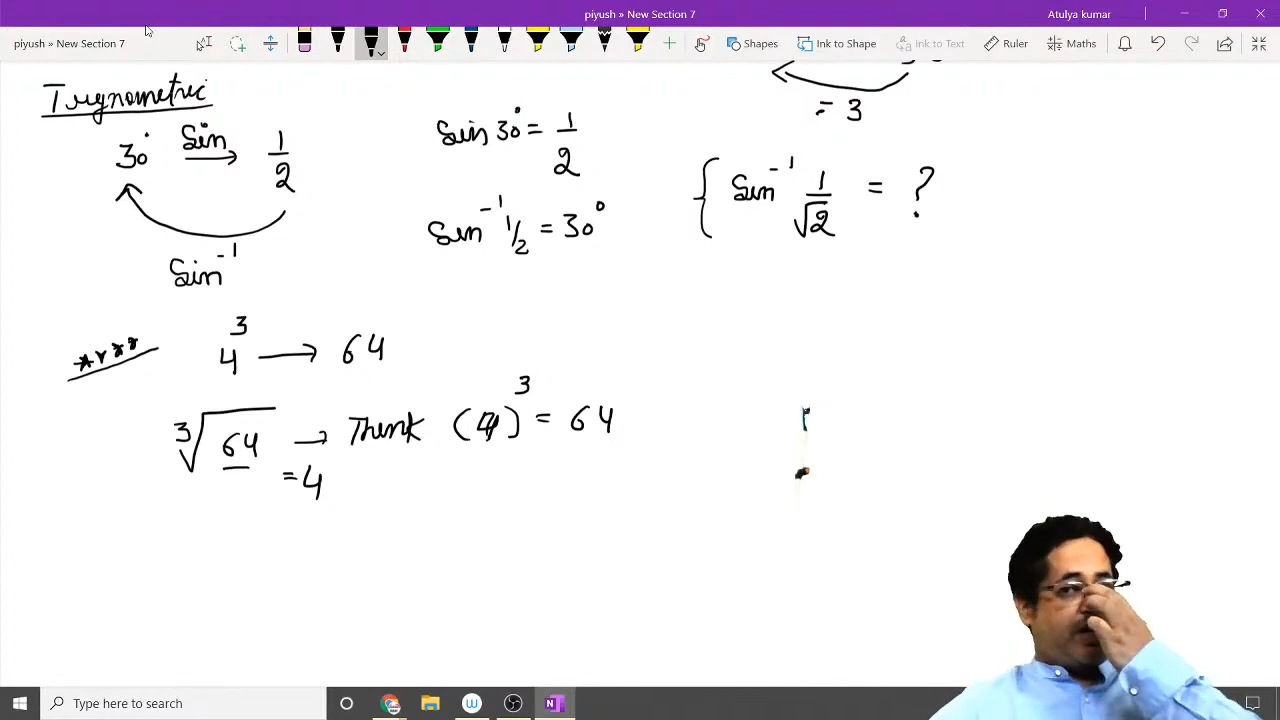 piyush » New Section 7
Atulya kumar
piyush » New Section 7
Shapes
Ink to Shape
Ink to Text
Ruler
Maths
Trignometric
30° sin → 1/2
sin⁻¹
sin 30° = 1/2
sin⁻¹ 1/2 = 30°
= 3
{ sin⁻¹ 1/√2 = ?
4³ → 64
³√64 → Think (4)³ = 64
= 4
Type here to search